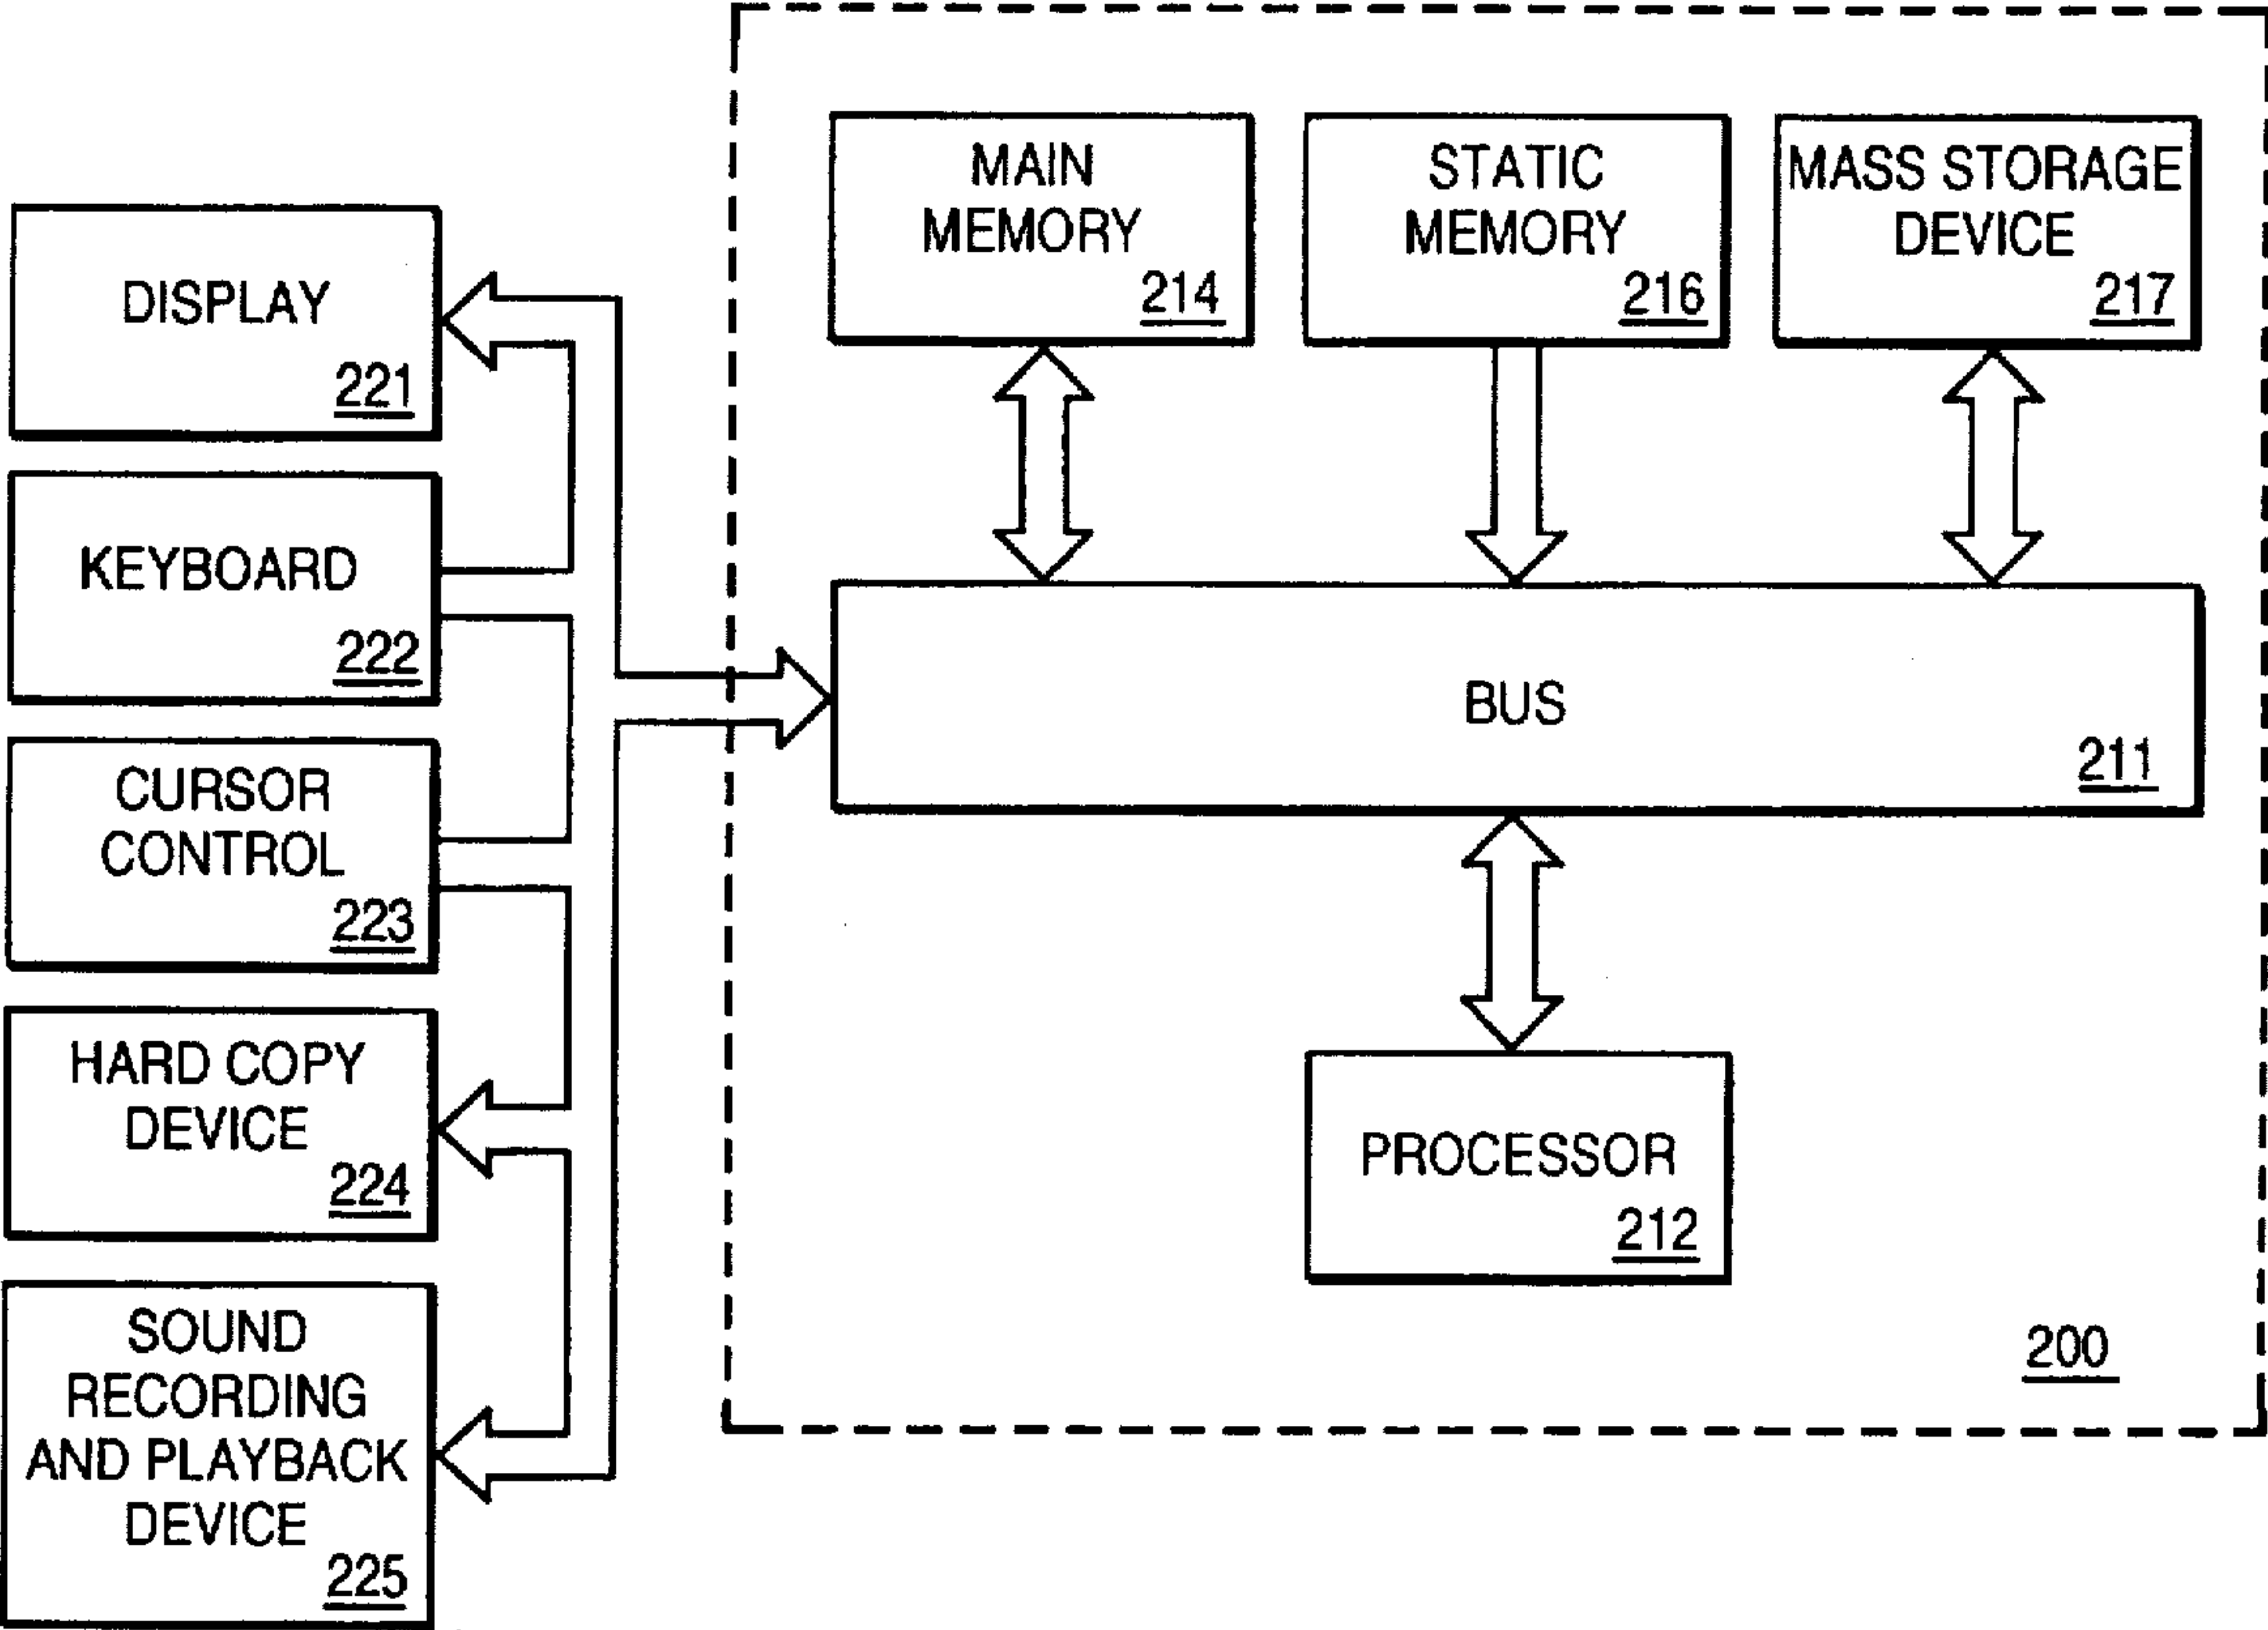 DISPLAY
221
KEYBOARD
222
CURSOR
CONTROL
223
HARD COPY
DEVICE
224
SOUND
RECORDING
AND PLAYBACK
DEVICE
225
MAIN
MEMORY
214
STATIC
MEMORY
216
MASS STORAGE
DEVICE
217
BUS
211
PROCESSOR
212
200